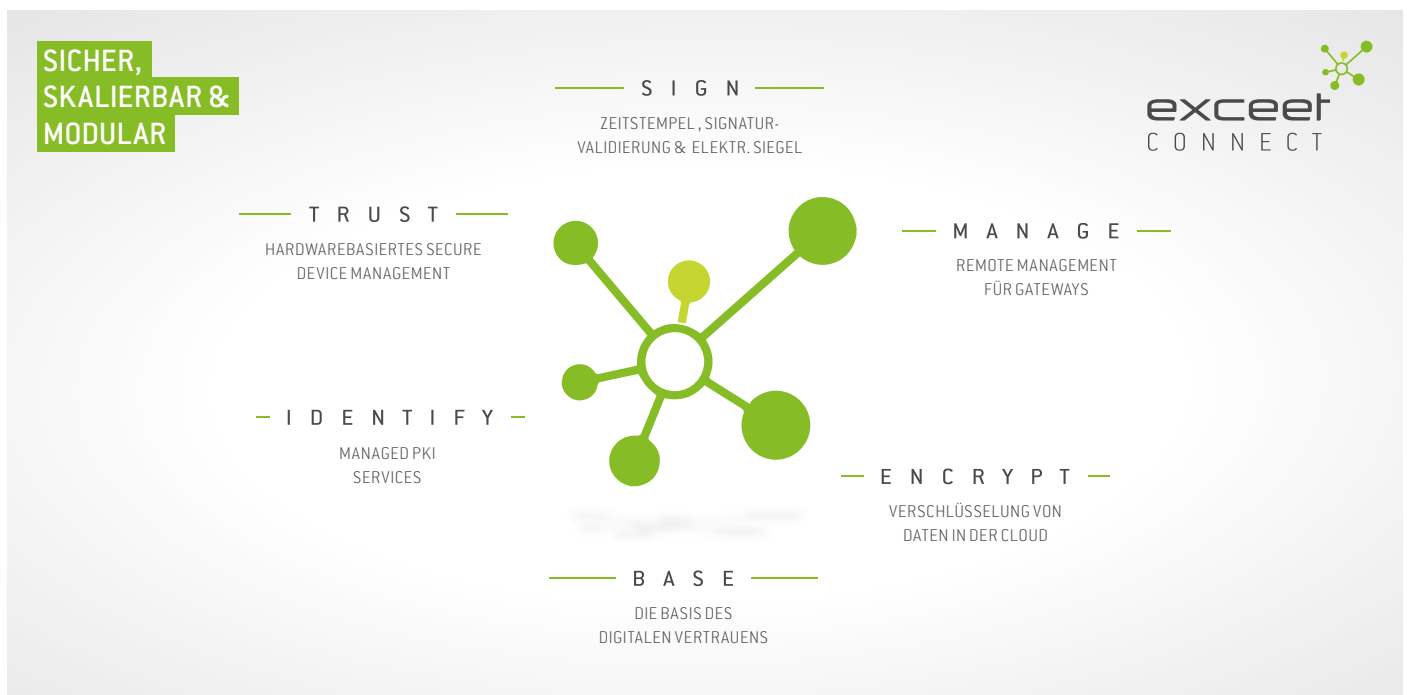 SICHER,
SKALIERBAR &
MODULAR
exceet
CONNECT
SIGN
ZEITSTEMPEL, SIGNATUR-
VALIDIERUNG & ELEKTR. SIEGEL
TRUST
HARDWAREBASIERTES SECURE
DEVICE MANAGEMENT
MANAGE
REMOTE MANAGEMENT
FÜR GATEWAYS
IDENTIFY
MANAGED PKI
SERVICES
ENCRYPT
VERSCHLÜSSELUNG VON
DATEN IN DER CLOUD
BASE
DIE BASIS DES
DIGITALEN VERTRAUENS